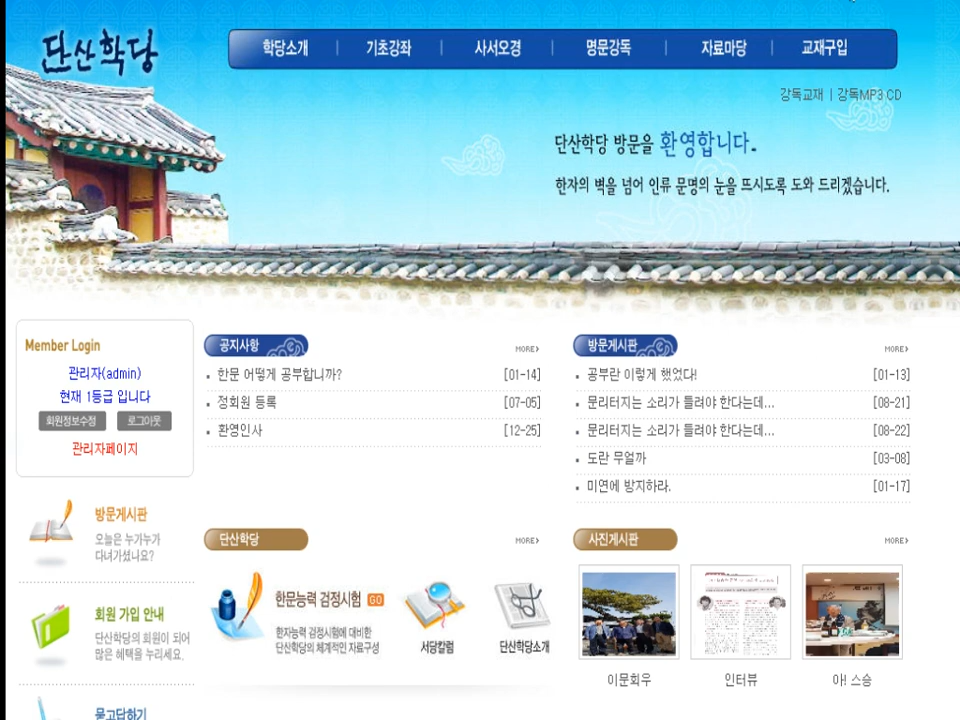 단산학당
학당소개 | 기초강좌 | 사서오경 | 명문강독 | 자료마당 | 교재구입
강독교재 | 강독MP3 CD
단산학당 방문을 환영합니다.
한자의 벽을 넘어 인류 문명의 눈을 뜨시도록 도와 드리겠습니다.
Member Login
관리자(admin)
현재 1등급 입니다
회원정보수정 로그아웃
관리자페이지
공지사항 MORE
한문 어떻게 공부합니까? [01-14]
정회원 등록 [07-05]
환영인사 [12-25]
방문게시판 MORE
공부란 이렇게 했었다! [01-13]
문리터지는 소리가 들려야 한다는데... [08-21]
문리터지는 소리가 들려야 한다는데... [08-22]
도란 무얼까 [03-08]
미연에 방지하라. [01-17]
방문게시판
오늘은 누가누가
다녀가셨나요?
회원 가입 안내
단산학당의 회원이 되어
많은 혜택을 누리세요.
묻고답하기
단산학당 MORE
한문능력 검정시험 GO
한자능력 검정시험에 대비한
단산학당의 체계적인 자료구성
서당칼럼
단산학당소개
사진게시판 MORE
이문회우
인터뷰
아! 스승